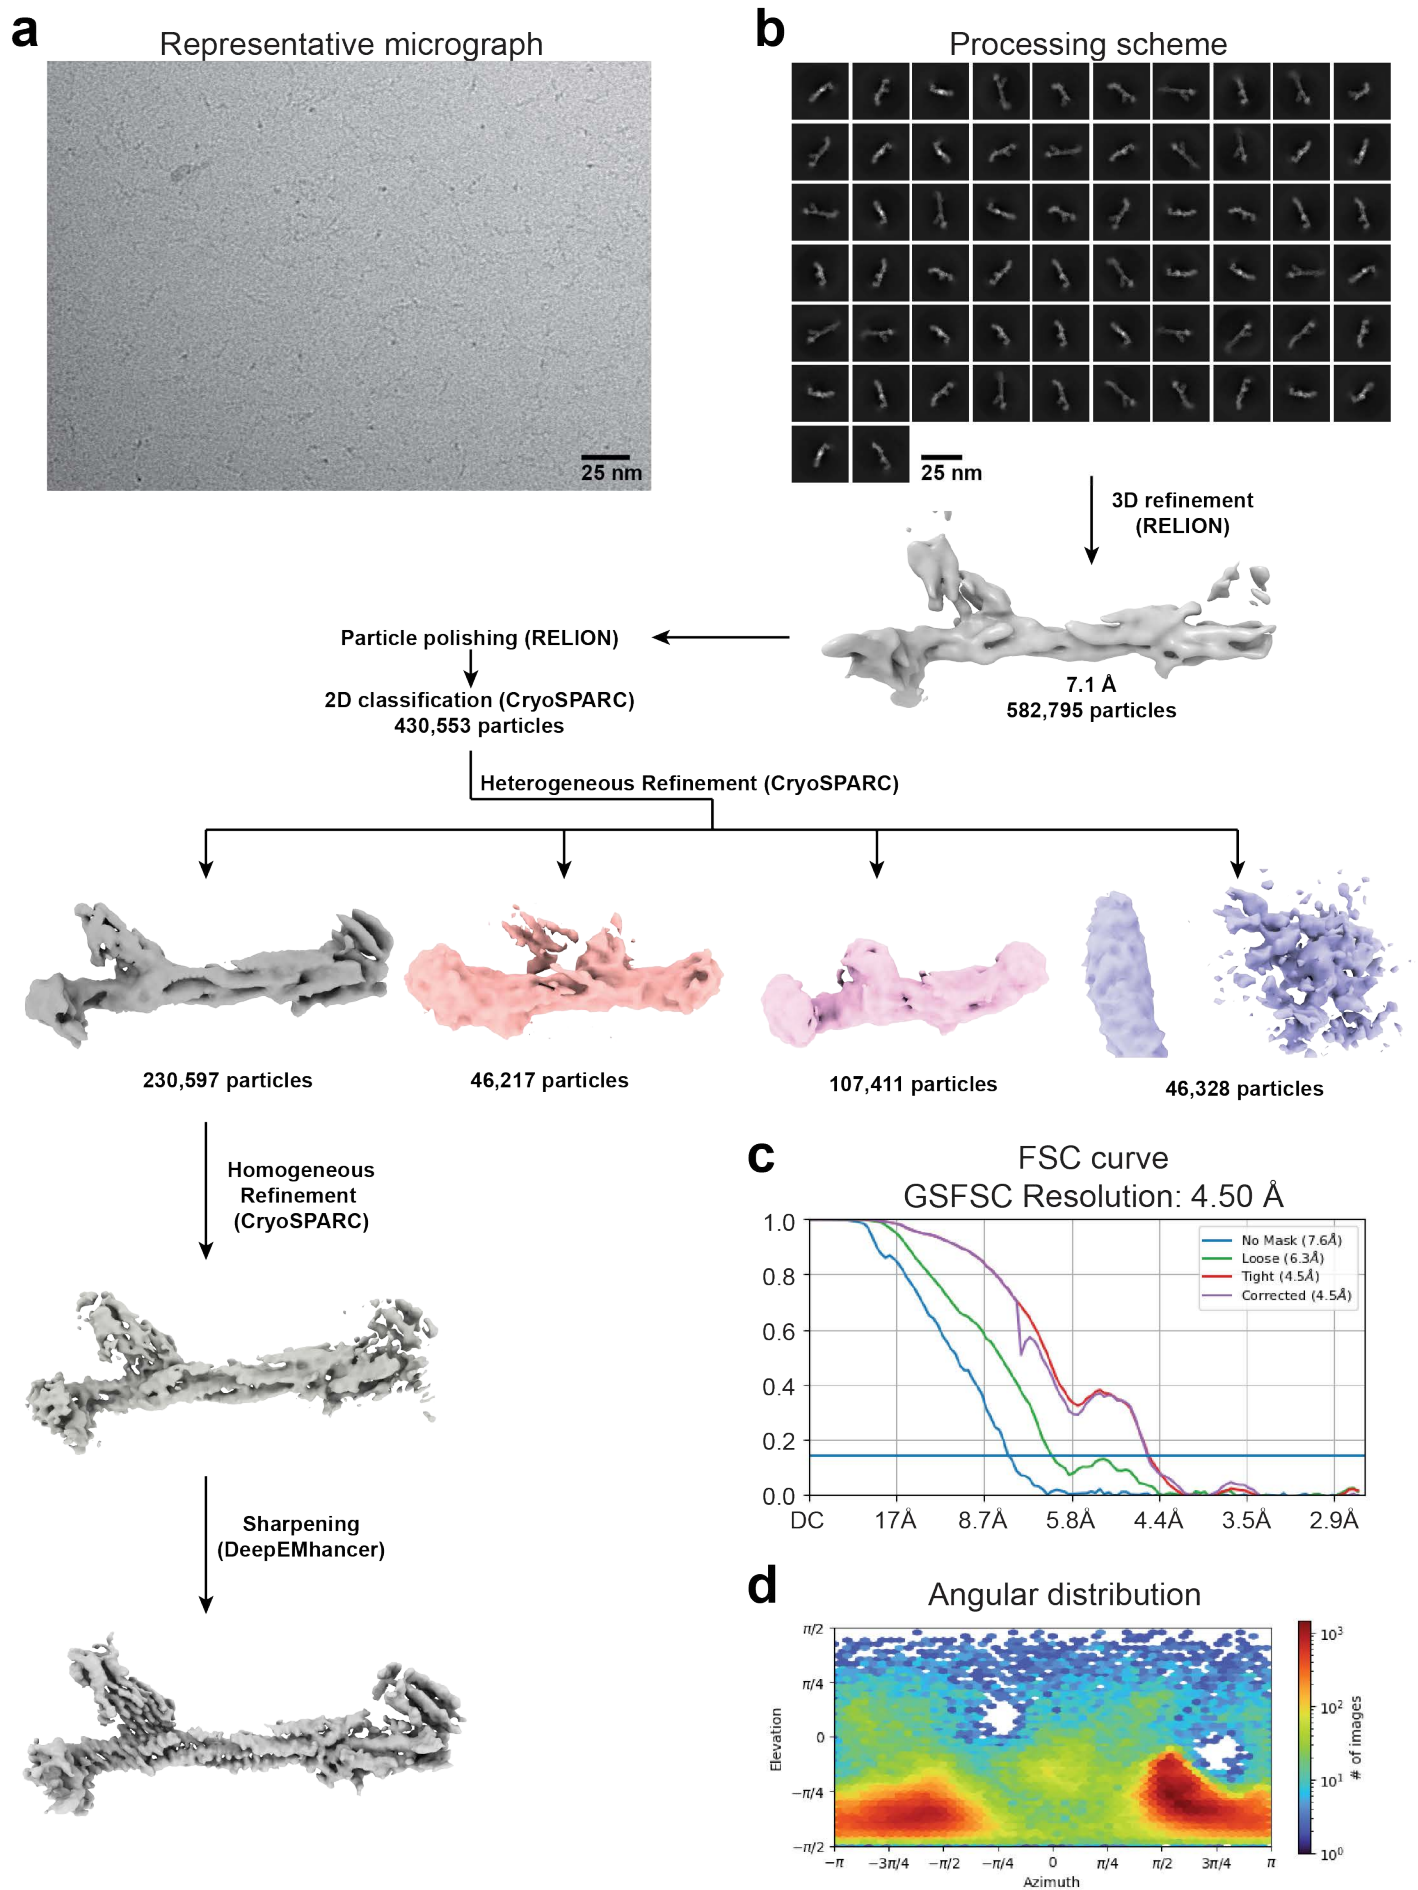 a
Representative micrograph
25 nm
b
Processing scheme
25 nm
3D refinement
(RELION)
7.1 Å
582,795 particles
Particle polishing (RELION)
2D classification (CryoSPARC)
430,553 particles
Heterogeneous Refinement (CryoSPARC)
230,597 particles
46,217 particles
107,411 particles
46,328 particles
Homogeneous
Refinement
(CryoSPARC)
Sharpening
(DeepEMhancer)
c
FSC curve
GSFSC Resolution: 4.50 Å
1.0
0.8
0.6
0.4
0.2
0.0
No Mask (7.6Å)
Loose (6.3Å)
Tight (4.5Å)
Corrected (4.5Å)
DC 17Å 8.7Å 5.8Å 4.4Å 3.5Å 2.9Å
d
Angular distribution
Elevation
π/2
π/4
0
−π/4
−π/2
−π −3π/4 −π/2 −π/4 0 π/4 π/2 3π/4 π
Azimuth
10³
10²
10¹
10⁰
# of images